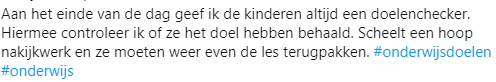 Aan het einde van de dag geef ik de kinderen altijd een doelenchecker.
Hiermee controleer ik of ze het doel hebben behaald. Scheelt een hoop
nakijkwerk en ze moeten weer even de les terugpakken. #onderwijsdoelen
#onderwijs